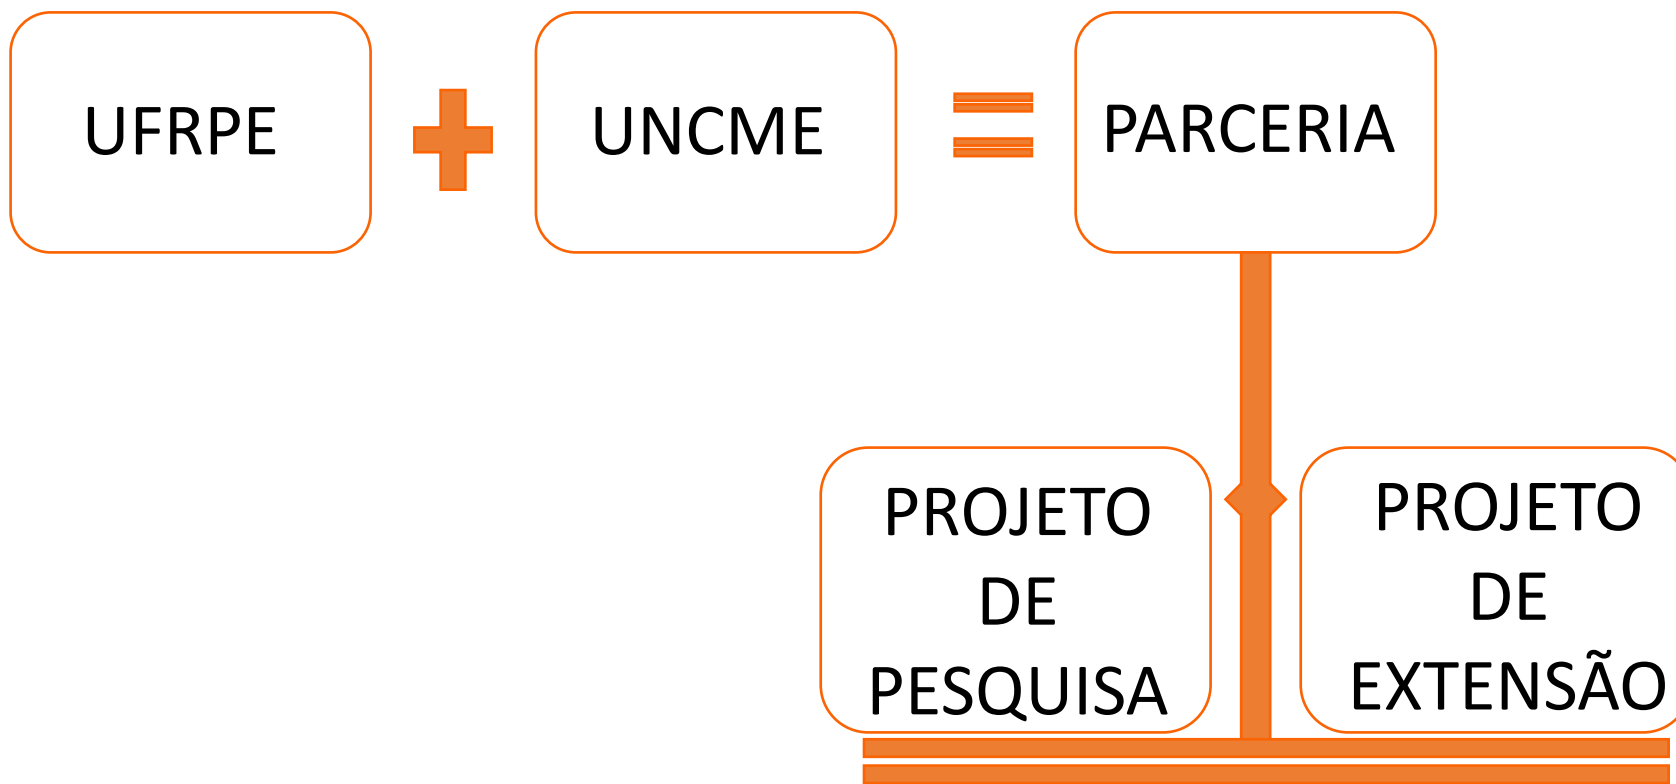 UFRPE
UNCME
PARCERIA
PROJETO
DE
PESQUISA
PROJETO
DE
EXTENSÃO